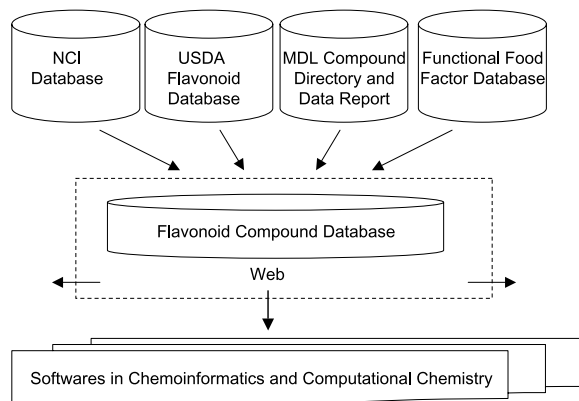 NCI
Database
USDA
Flavonoid
Database
MDL Compound
Directory and
Data Report
Functional Food
Factor Database
Flavonoid Compound Database
Web
Softwares in Chemoinformatics and Computational Chemistry